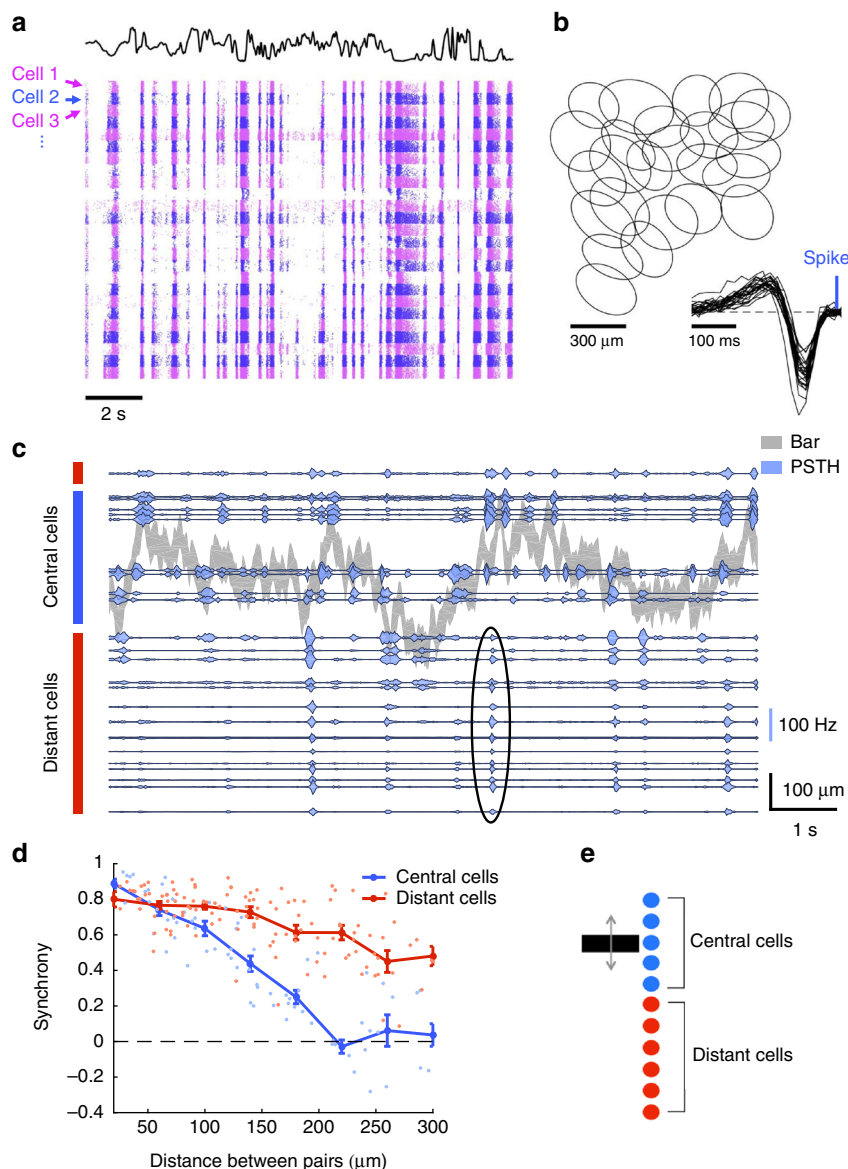 a
Cell 1
Cell 2
Cell 3
2 s
b
Spike
300 μm
100 ms
c
Bar
PSTH
Central cells
Distant cells
100 Hz
100 μm
1 s
d
Central cells
Distant cells
Synchrony
1
0.8
0.6
0.4
0.2
0
−0.2
−0.4
50
100
150
200
250
300
Distance between pairs (μm)
e
Central cells
Distant cells